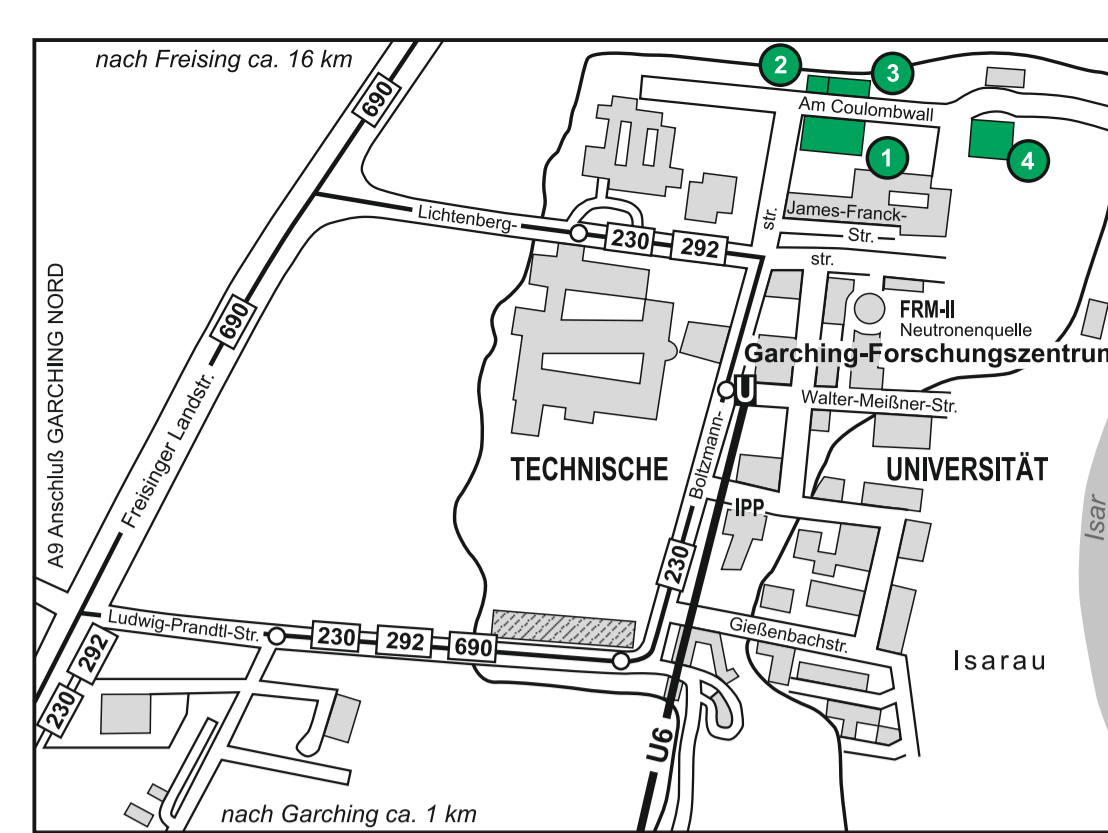 nach Freising ca. 16 km
2
3
690
Am Coulombwall
1
4
Lichtenberg-
230
292
str.
James-Franck-
Str.
str.
A9 Anschluß GARCHING NORD
690
FRM-II
Neutronenquelle
Garching-Forschungszentrum
U
Walter-Meißner-Str.
Freisinger Landstr.
Boltzmann-
TECHNISCHE
UNIVERSITÄT
IPP
Isar
230
Ludwig-Prandtl-Str.
230
292
690
Gießenbachstr.
Isarau
292
230
U6
nach Garching ca. 1 km